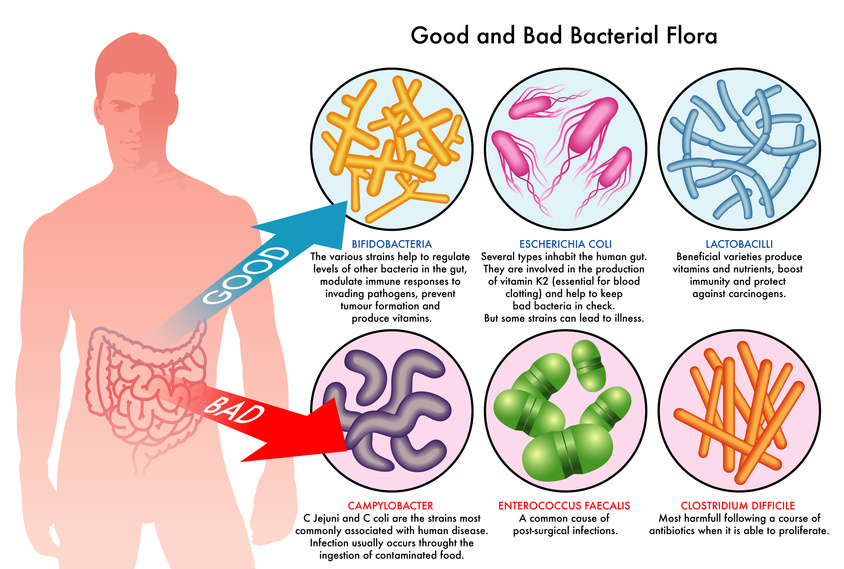 Good and Bad Bacterial Flora
GOOD
BIFIDOBACTERIA
The various strains help to regulate
levels of other bacteria in the gut,
modulate immune responses to
invading pathogens, prevent
tumour formation and
produce vitamins.
ESCHERICHIA COLI
Several types inhabit the human gut.
They are involved in the production
of vitamin K2 (essential for blood
clotting) and help to keep
bad bacteria in check.
But some strains can lead to illness.
LACTOBACILLI
Beneficial varieties produce
vitamins and nutrients, boost
immunity and protect
against carcinogens.
BAD
CAMPYLOBACTER
C Jejuni and C coli are the strains most
commonly associated with human disease.
Infection usually occurs throught the
ingestion of contaminated food.
ENTEROCOCCUS FAECALIS
A common cause of
post-surgical infections.
CLOSTRIDIUM DIFFICILE
Most harmfull following a course of
antibiotics when it is able to proliferate.